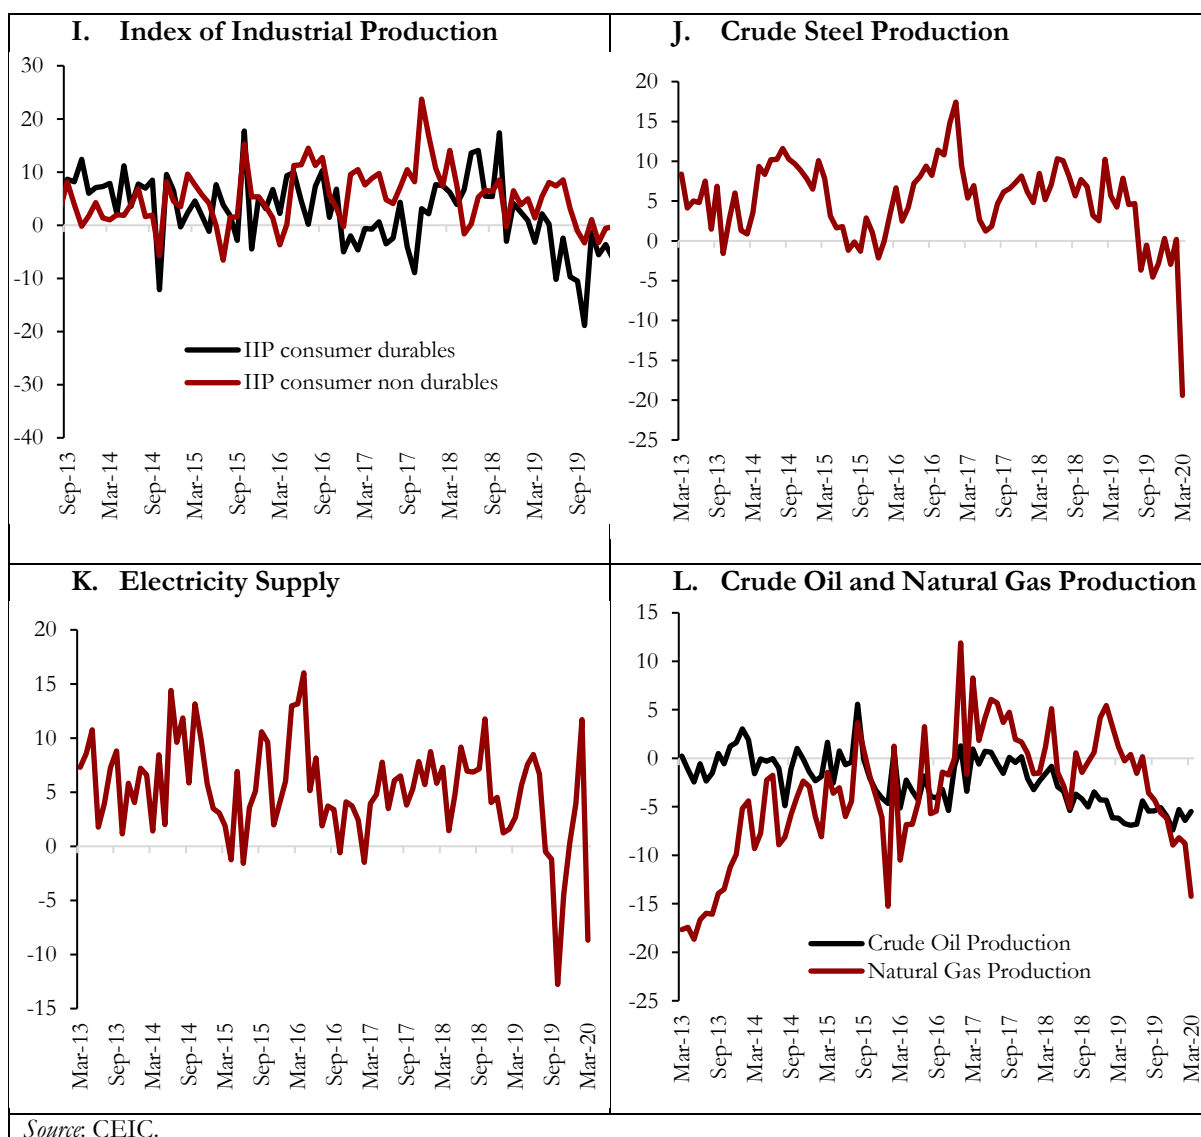 I. Index of Industrial Production
30
20
10
0
-10
-20
-30
-40
IIP consumer durables
IIP consumer non durables
Sep-13
Mar-14
Sep-14
Mar-15
Sep-15
Mar-16
Sep-16
Mar-17
Sep-17
Mar-18
Sep-18
Mar-19
Sep-19
J. Crude Steel Production
20
15
10
5
0
-5
-10
-15
-20
-25
Mar-13
Sep-13
Mar-14
Sep-14
Mar-15
Sep-15
Mar-16
Sep-16
Mar-17
Sep-17
Mar-18
Sep-18
Mar-19
Sep-19
Mar-20
K. Electricity Supply
20
15
10
5
0
-5
-10
-15
Mar-13
Sep-13
Mar-14
Sep-14
Mar-15
Sep-15
Mar-16
Sep-16
Mar-17
Sep-17
Mar-18
Sep-18
Mar-19
Sep-19
Mar-20
L. Crude Oil and Natural Gas Production
15
10
5
0
-5
-10
-15
-20
-25
Crude Oil Production
Natural Gas Production
Mar-13
Sep-13
Mar-14
Sep-14
Mar-15
Sep-15
Mar-16
Sep-16
Mar-17
Sep-17
Mar-18
Sep-18
Mar-19
Sep-19
Mar-20
Source: CEIC.